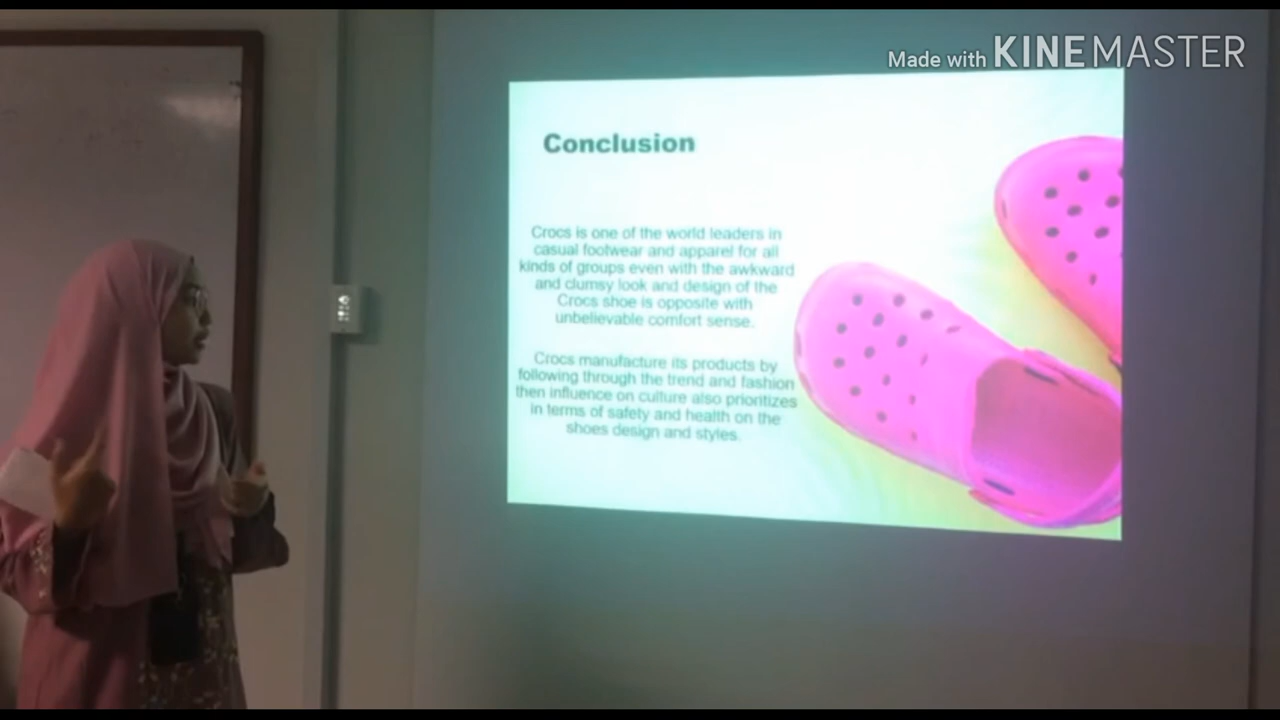 Made with KINEMASTER
Conclusion
Crocs is one of the world leaders in
casual footwear and apparel for all
kinds of groups even with the awkward
and clumsy look and design of the
Crocs shoe is opposite with
unbelievable comfort sense.
Crocs manufacture its products by
following through the trend and fashion
then influence on culture also prioritizes
in terms of safety and health on the
shoes design and styles.